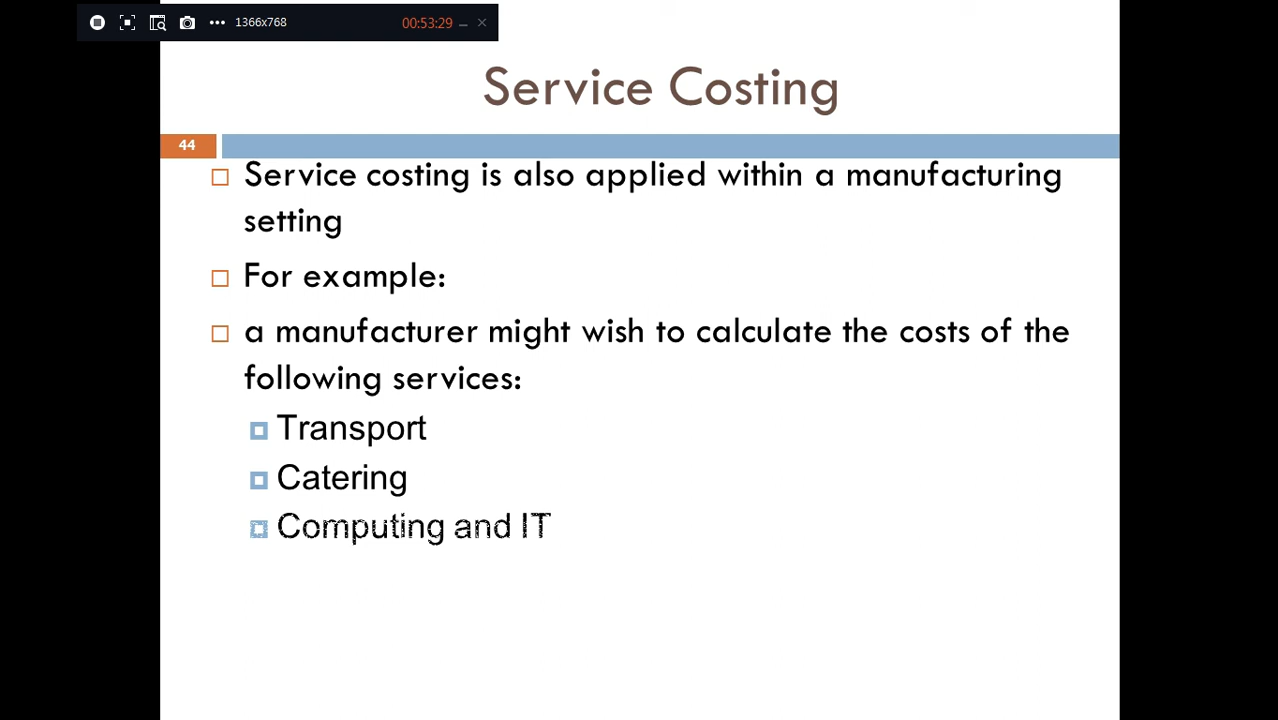 1366x768 00:53:29
Service Costing
44
Service costing is also applied within a manufacturing
setting
For example:
a manufacturer might wish to calculate the costs of the
following services:
Transport
Catering
Computing and IT